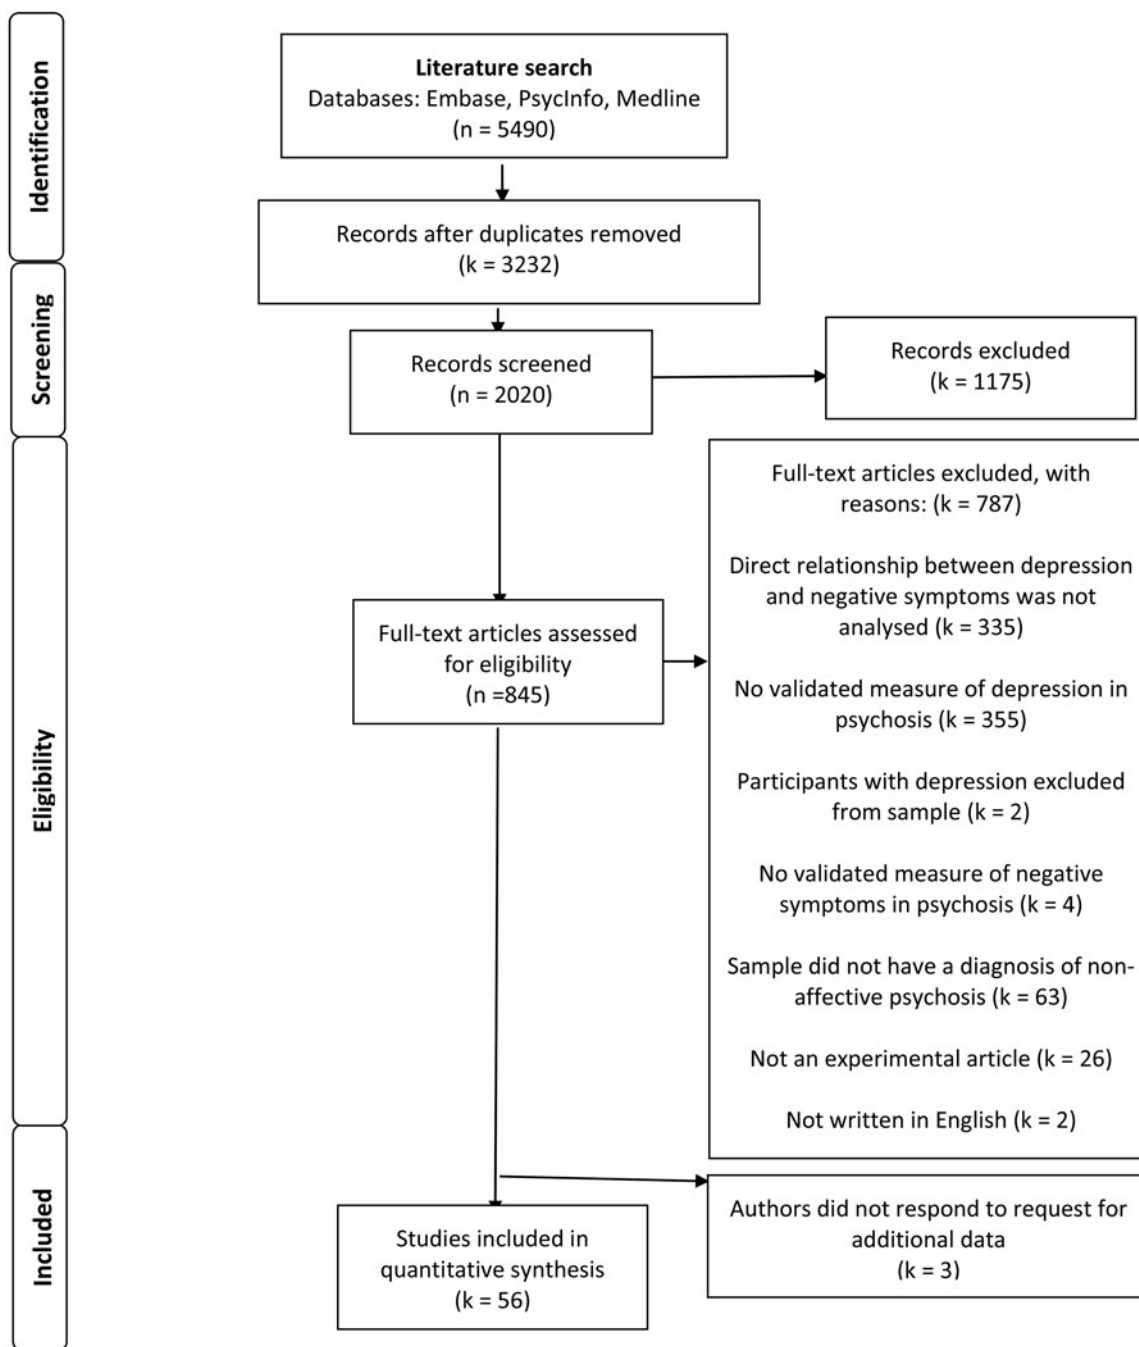 Identification
Literature search
Databases: Embase, PsycInfo, Medline
(n = 5490)
Records after duplicates removed
(k = 3232)
Screening
Records screened
(n = 2020)
Records excluded
(k = 1175)
Eligibility
Full-text articles assessed
for eligibility
(n =845)
Full-text articles excluded, with
reasons: (k = 787)
Direct relationship between depression
and negative symptoms was not
analysed (k = 335)
No validated measure of depression in
psychosis (k = 355)
Participants with depression excluded
from sample (k = 2)
No validated measure of negative
symptoms in psychosis (k = 4)
Sample did not have a diagnosis of non-
affective psychosis (k = 63)
Not an experimental article (k = 26)
Not written in English (k = 2)
Included
Studies included in
quantitative synthesis
(k = 56)
Authors did not respond to request for
additional data
(k = 3)